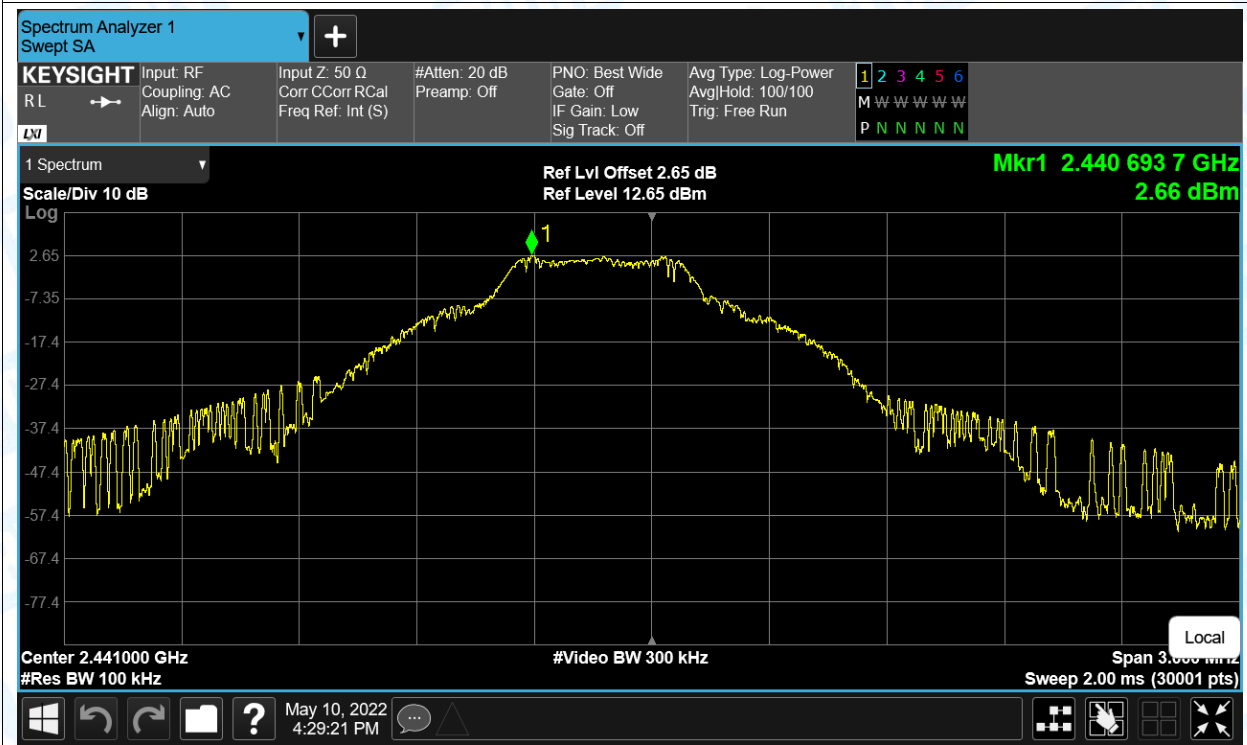 Spectrum Analyzer 1
Swept SA
+
KEYSIGHT
R L
LXI
Input: RF
Coupling: AC
Align: Auto
Input Z: 50 Ω
Corr CCorr RCal
Freq Ref: Int (S)
#Atten: 20 dB
Preamp: Off
PNO: Best Wide
Gate: Off
IF Gain: Low
Sig Track: Off
Avg Type: Log-Power
Avg|Hold: 100/100
Trig: Free Run
1 2 3 4 5 6
M W W W W W W
P N N N N N N
1 Spectrum
Scale/Div 10 dB
Log
Ref Lvl Offset 2.65 dB
Ref Level 12.65 dBm
Mkr1 2.440 693 7 GHz
2.66 dBm
1
2.65
-7.35
-17.4
-27.4
-37.4
-47.4
-57.4
-67.4
-77.4
Local
Center 2.441000 GHz
#Video BW 300 kHz
Span
#Res BW 100 kHz
Sweep 2.00 ms (30001 pts)
?
May 10, 2022
4:29:21 PM